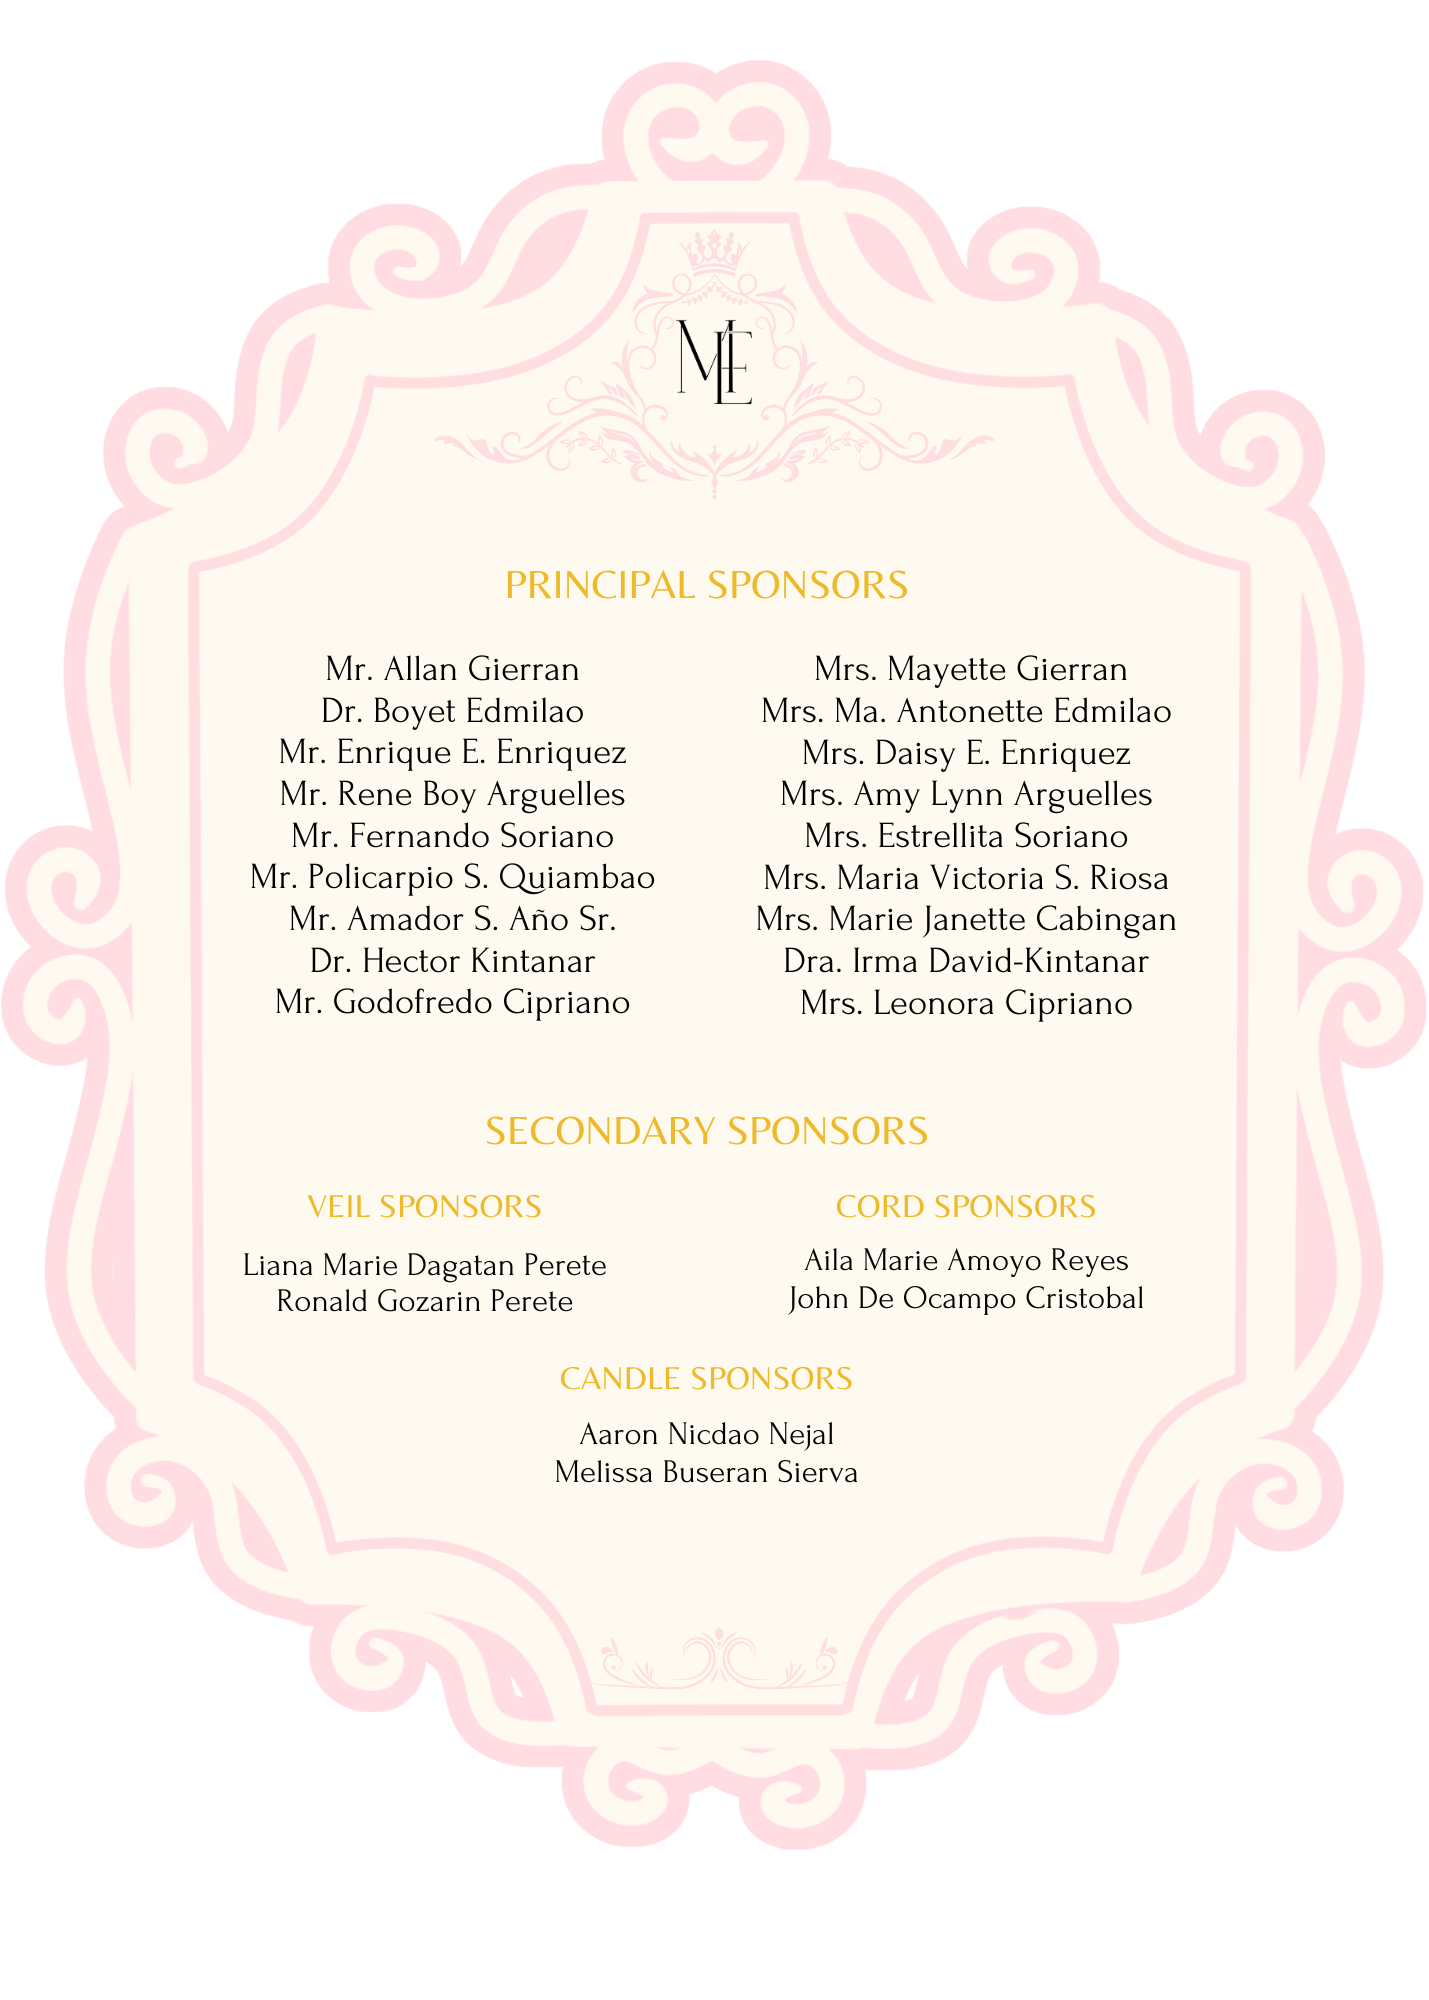 MLE
PRINCIPAL SPONSORS
Mr. Allan Gierran
Dr. Boyet Edmilao
Mr. Enrique E. Enriquez
Mr. Rene Boy Arguelles
Mr. Fernando Soriano
Mr. Policarpio S. Quiambao
Mr. Amador S. Año Sr.
Dr. Hector Kintanar
Mr. Godofredo Cipriano
Mrs. Mayette Gierran
Mrs. Ma. Antonette Edmilao
Mrs. Daisy E. Enriquez
Mrs. Amy Lynn Arguelles
Mrs. Estrellita Soriano
Mrs. Maria Victoria S. Riosa
Mrs. Marie Janette Cabingan
Dra. Irma David-Kintanar
Mrs. Leonora Cipriano
SECONDARY SPONSORS
VEIL SPONSORS
Liana Marie Dagatan Perete
Ronald Gozarin Perete
CORD SPONSORS
Aila Marie Amoyo Reyes
John De Ocampo Cristobal
CANDLE SPONSORS
Aaron Nicdao Nejal
Melissa Buseran Sierva